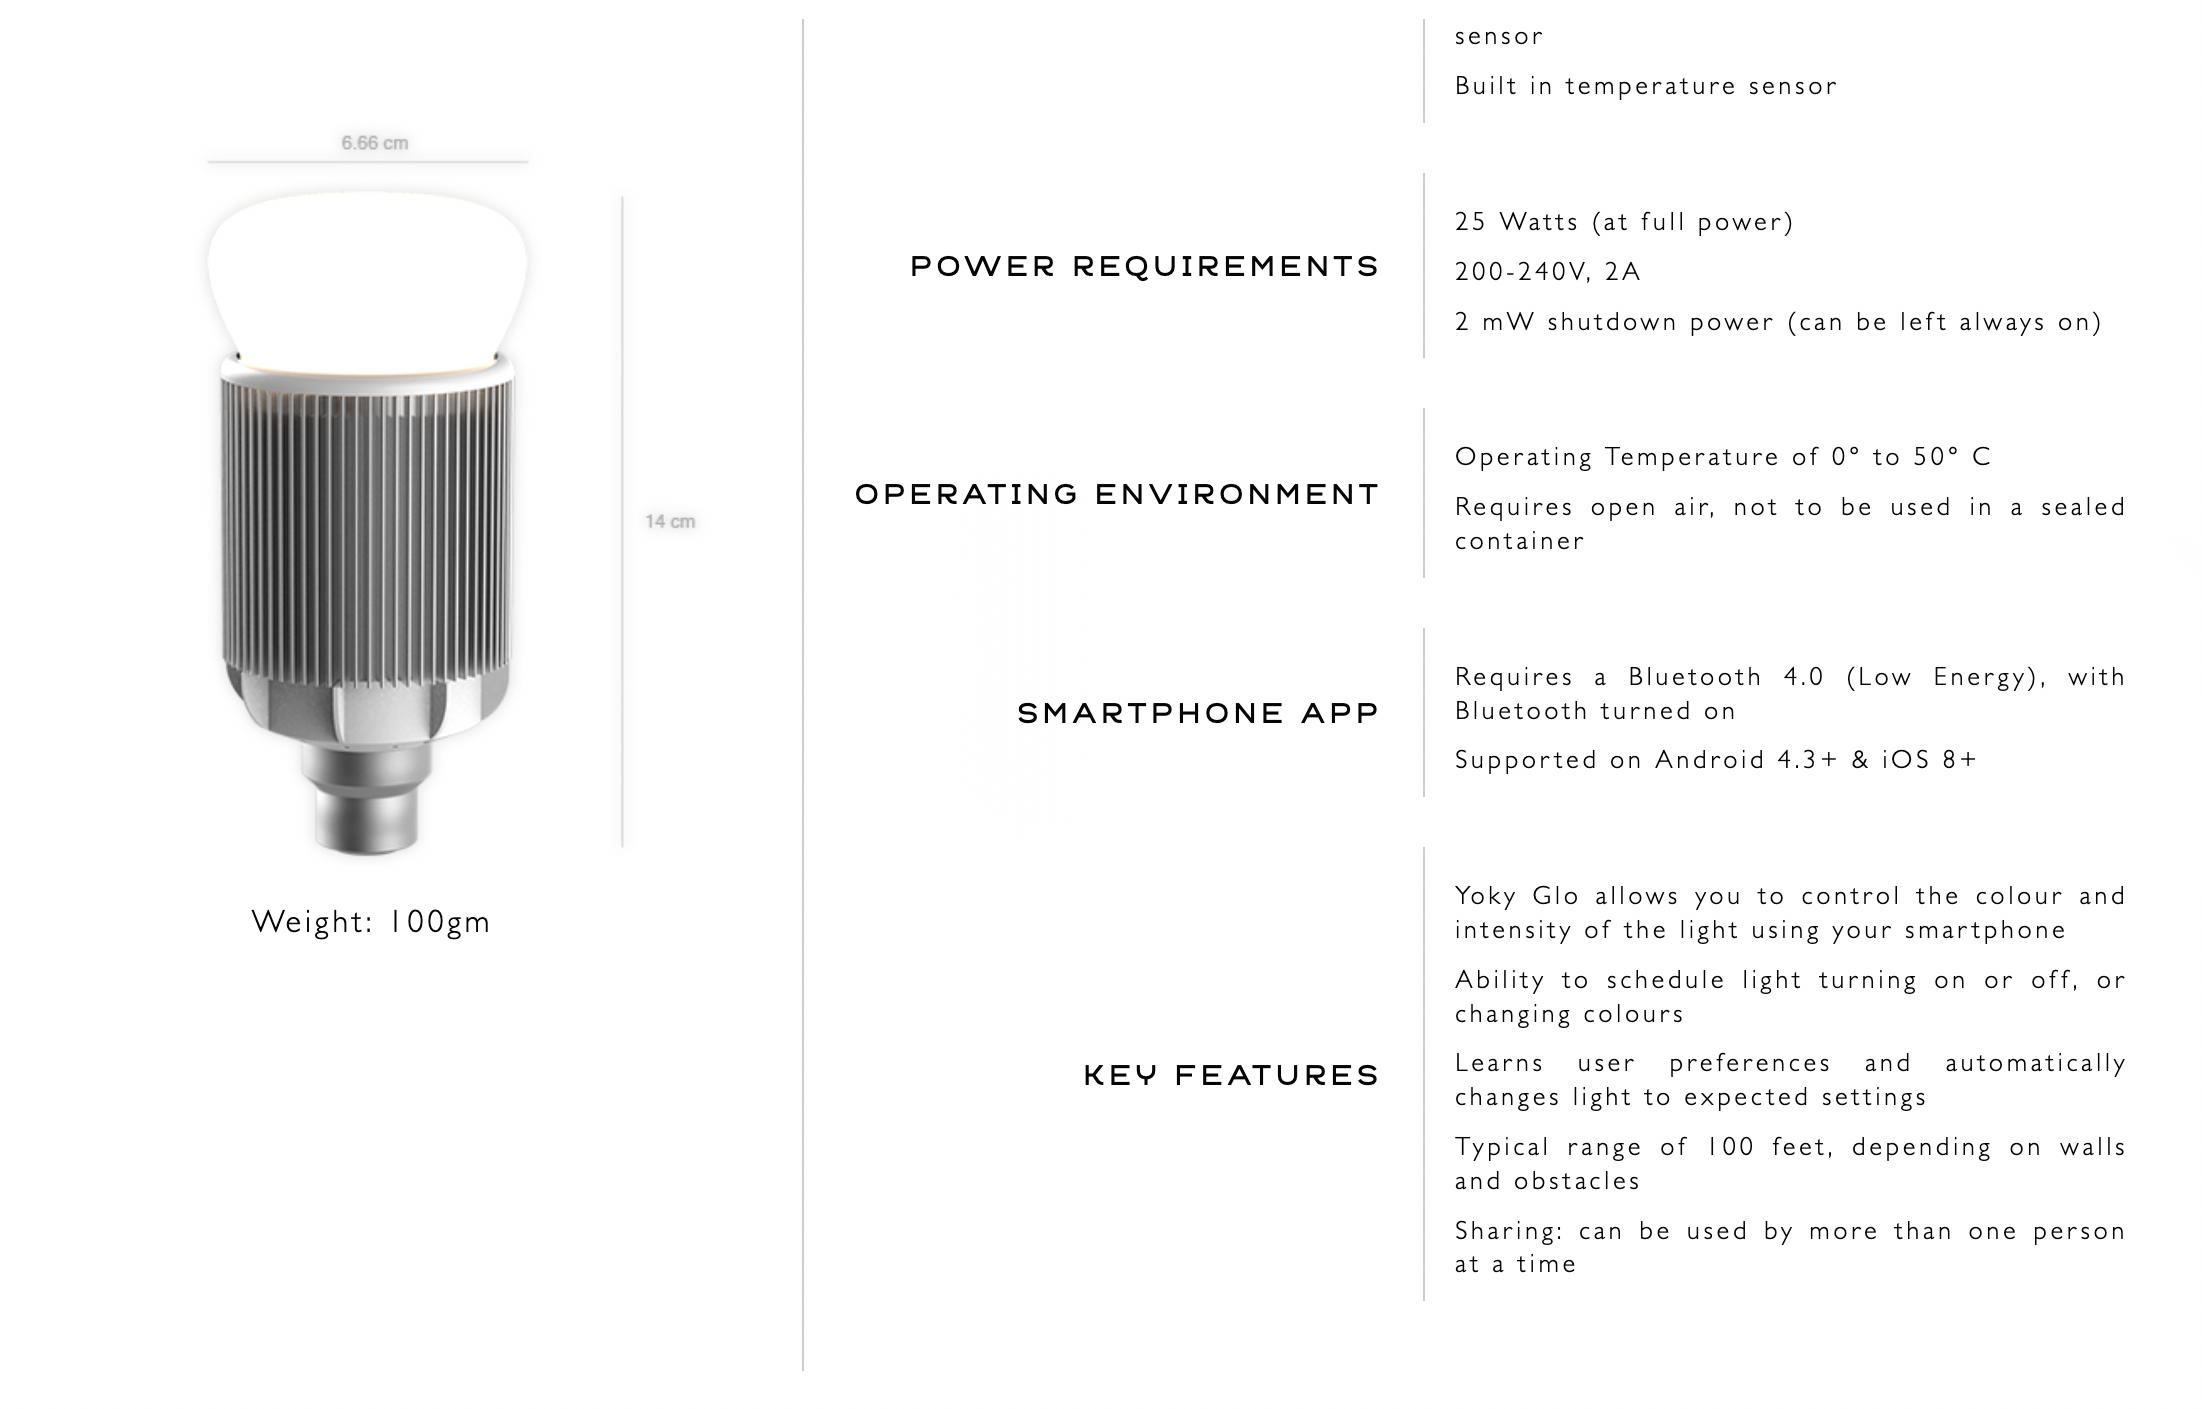 6.66 cm
14 cm
Weight: 100gm
sensor
Built in temperature sensor
POWER REQUIREMENTS
25 Watts (at full power)
200-240V, 2A
2 mW shutdown power (can be left always on)
OPERATING ENVIRONMENT
Operating Temperature of 0° to 50° C
Requires open air, not to be used in a sealed
container
SMARTPHONE APP
Requires a Bluetooth 4.0 (Low Energy), with
Bluetooth turned on
Supported on Android 4.3+ & iOS 8+
KEY FEATURES
Yoky Glo allows you to control the colour and
intensity of the light using your smartphone
Ability to schedule light turning on or off, or
changing colours
Learns user preferences and automatically
changes light to expected settings
Typical range of 100 feet, depending on walls
and obstacles
Sharing: can be used by more than one person
at a time